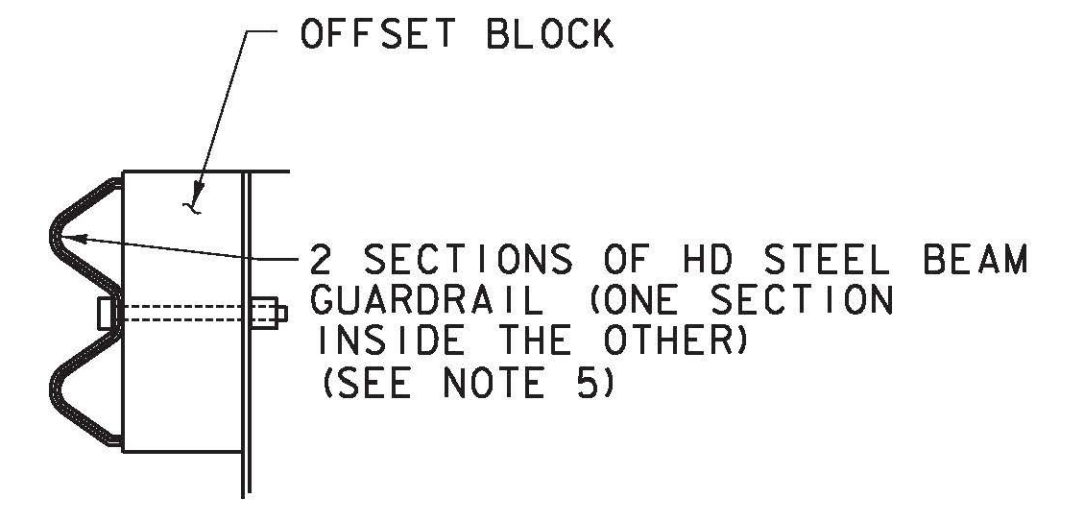 OFFSET BLOCK
2 SECTIONS OF HD STEEL BEAM
GUARDRAIL (ONE SECTION
INSIDE THE OTHER)
(SEE NOTE 5)